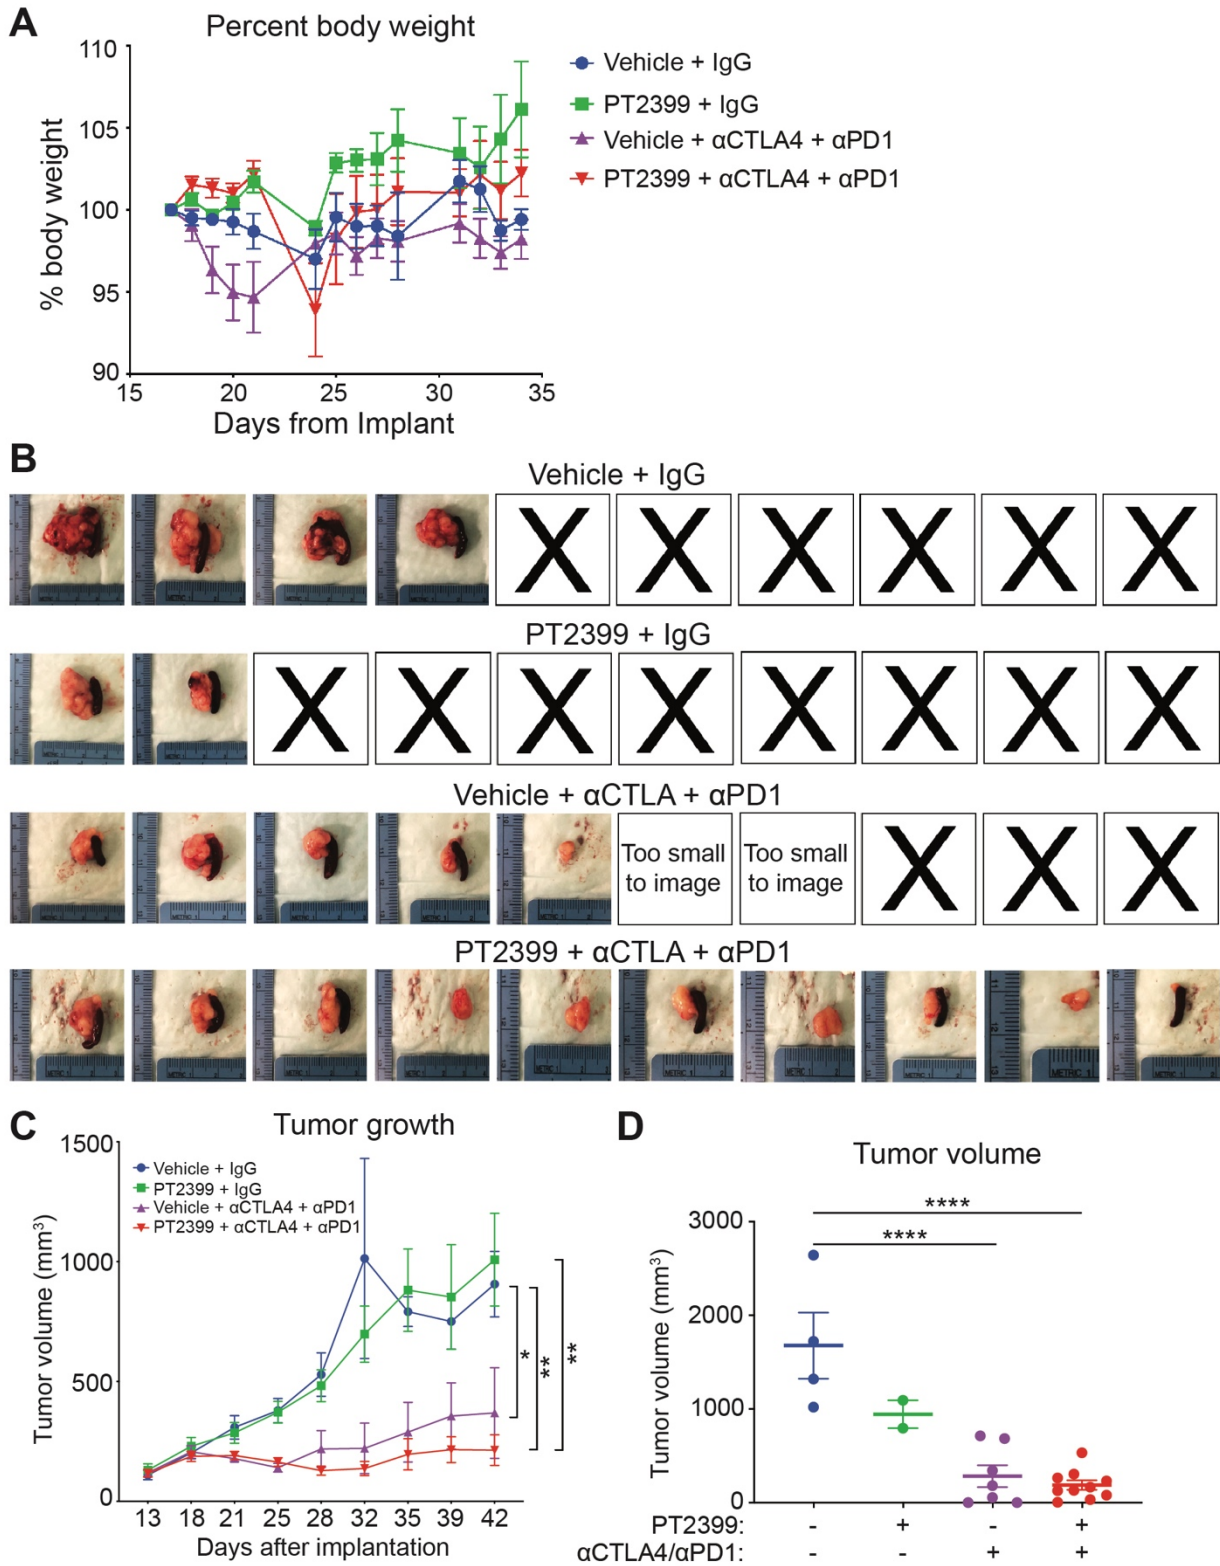 A
Percent body weight
110
105
100
95
90
% body weight
15 20 25 30 35
Days from Implant
Vehicle + IgG
PT2399 + IgG
Vehicle + αCTLA4 + αPD1
PT2399 + αCTLA4 + αPD1
B
Vehicle + IgG
X X X X X X
PT2399 + IgG
X X X X X X X X
Vehicle + αCTLA + αPD1
Too small
to image
Too small
to image
X X X
PT2399 + αCTLA + αPD1
C
Tumor growth
1500
1000
500
0
Tumor volume (mm³)
Vehicle + IgG
PT2399 + IgG
Vehicle + αCTLA4 + αPD1
PT2399 + αCTLA4 + αPD1
*
**
**
13 18 21 25 28 32 35 39 42
Days after implantation
D
Tumor volume
****
****
3000
2000
1000
0
Tumor volume (mm³)
PT2399: - + - +
αCTLA4/αPD1: - - + +